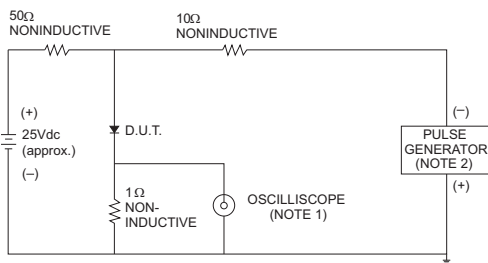 50Ω
NONINDUCTIVE
10Ω
NONINDUCTIVE
(+)
25Vdc
(approx.)
(–)
D.U.T.
1Ω
NON-
INDUCTIVE
OSCILLISCOPE
(NOTE 1)
(–)
PULSE
GENERATOR
(NOTE 2)
(+)